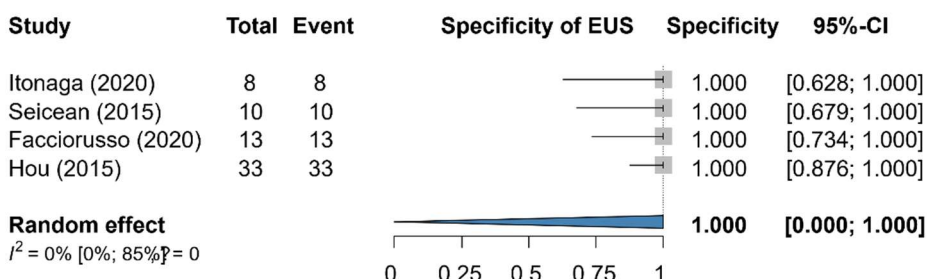 Study Total Event Specificity of EUS Specificity 95%-CI
Itonaga (2020) 8 8 1.000 [0.628; 1.000]
Seicean (2015) 10 10 1.000 [0.679; 1.000]
Facciorusso (2020) 13 13 1.000 [0.734; 1.000]
Hou (2015) 33 33 1.000 [0.876; 1.000]
Random effect 1.000 [0.000; 1.000]
I² = 0% [0%; 85%] = 0
0 0.25 0.5 0.75 1